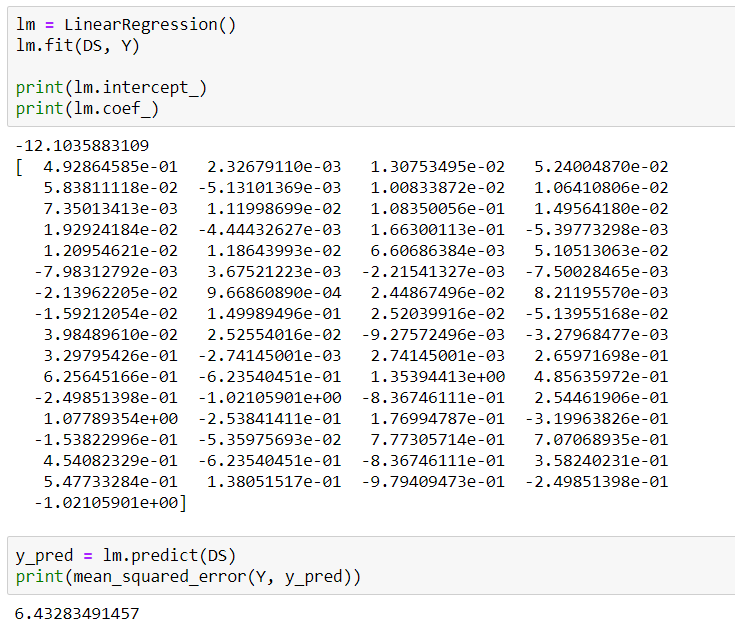 lm = LinearRegression()
lm.fit(DS, Y)
print(lm.intercept_)
print(lm.coef_)
-12.1035883109
[ 4.92864585e-01 2.32679110e-03 1.30753495e-02 5.24004870e-02
5.83811118e-02 -5.13101369e-03 1.00833872e-02 1.06410806e-02
7.35013413e-03 1.11998699e-02 1.08350056e-01 1.49564180e-02
1.92924184e-02 -4.44432627e-03 1.66300113e-01 -5.39773298e-03
1.20954621e-02 1.18643993e-02 6.60686384e-03 5.10513063e-02
-7.98312792e-03 3.67521223e-03 -2.21541327e-03 -7.50028465e-03
-2.13962205e-02 9.66860890e-04 2.44867496e-02 8.21195570e-03
-1.59212054e-02 1.49989496e-01 2.52039916e-02 -5.13955168e-02
3.98489610e-02 2.52554016e-02 -9.27572496e-03 -3.27968477e-03
3.29795426e-01 -2.74145001e-03 2.74145001e-03 2.65971698e-01
6.25645166e-01 -6.23540451e-01 1.35394413e+00 4.85635972e-01
-2.49851398e-01 -1.02105901e+00 -8.36746111e-01 2.54461906e-01
1.07789354e+00 -2.53841411e-01 1.76994787e-01 -3.19963826e-01
-1.53822996e-01 -5.35975693e-02 7.77305714e-01 7.07068935e-01
4.54082329e-01 -6.23540451e-01 -8.36746111e-01 3.58240231e-01
5.47733284e-01 1.38051517e-01 -9.79409473e-01 -2.49851398e-01
-1.02105901e+00]
y_pred = lm.predict(DS)
print(mean_squared_error(Y, y_pred))
6.43283491457